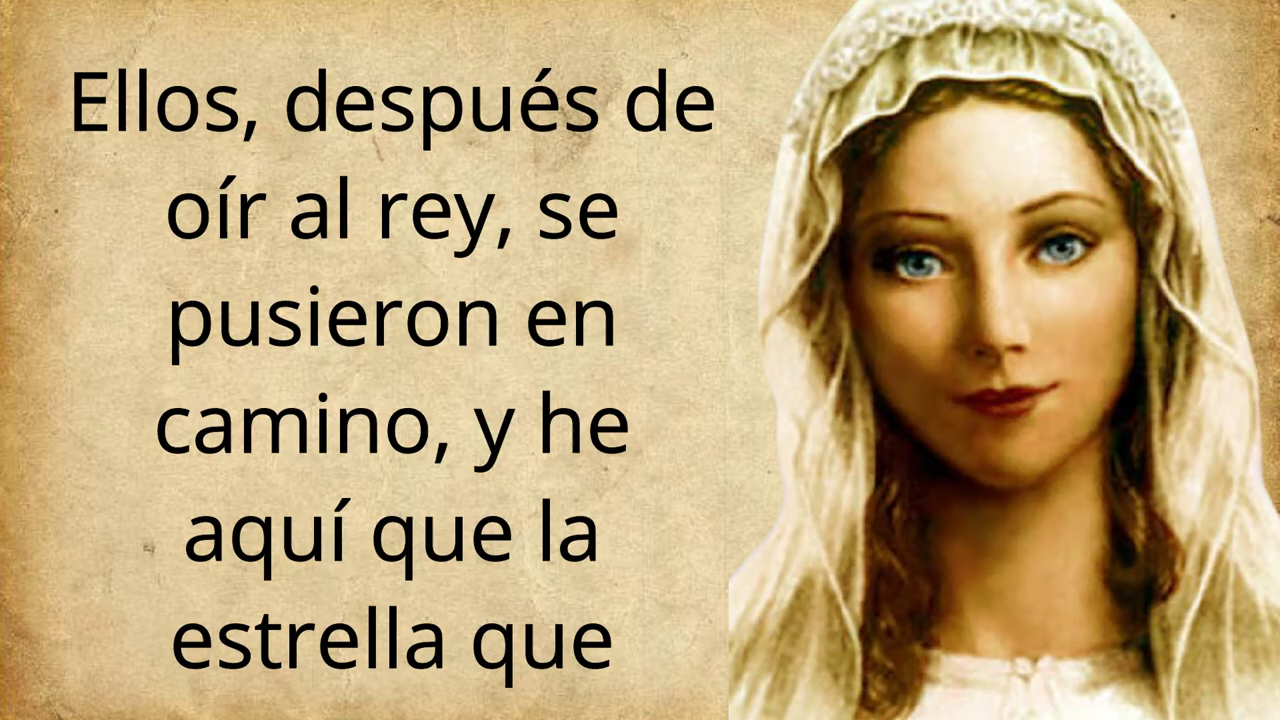 Ellos, después de
oír al rey, se
pusieron en
camino, y he
aquí que la
estrella que